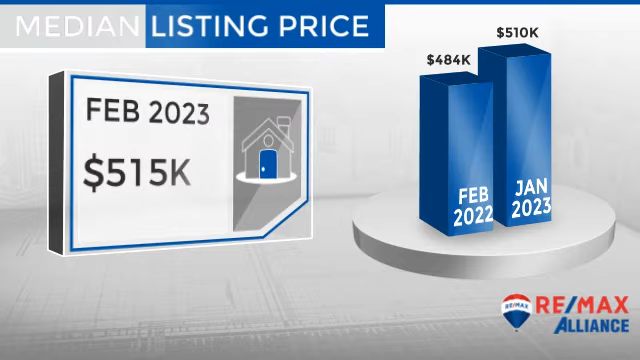 MEDIAN LISTING PRICE
FEB 2023
$515K
$484K
$510K
FEB
2022
JAN
2023
RE/MAX
RE/MAX
ALLIANCE